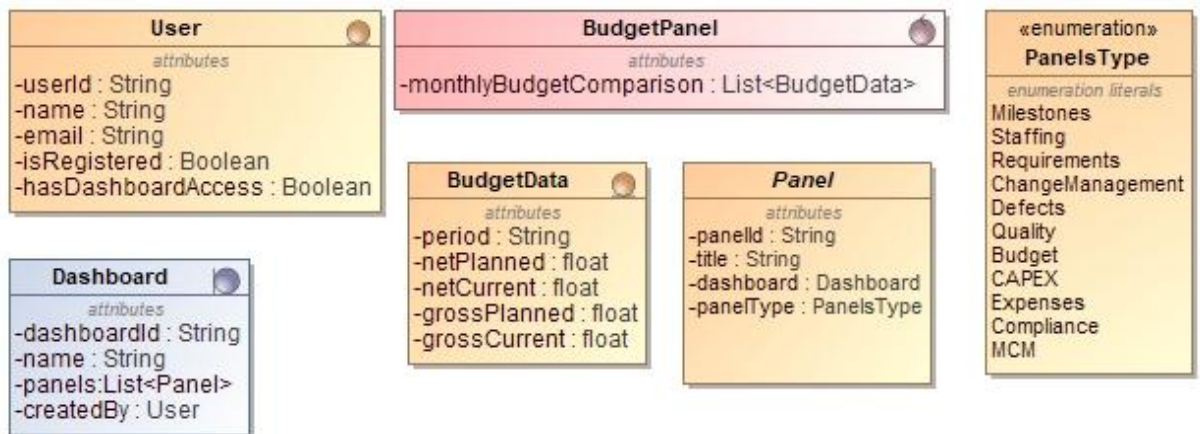 User
attributes
-userId : String
-name : String
-email : String
-isRegistered : Boolean
-hasDashboardAccess : Boolean
BudgetPanel
attributes
-monthlyBudgetComparison : List<BudgetData>
«enumeration»
PanelsType
enumeration literals
Milestones
Staffing
Requirements
ChangeManagement
Defects
Quality
Budget
CAPEX
Expenses
Compliance
MCM
BudgetData
attributes
-period : String
-netPlanned : float
-netCurrent : float
-grossPlanned : float
-grossCurrent : float
Panel
attributes
-panelId : String
-title : String
-dashboard : Dashboard
-panelType : PanelsType
Dashboard
attributes
-dashboardId : String
-name : String
-panels:List<Panel>
-createdBy : User